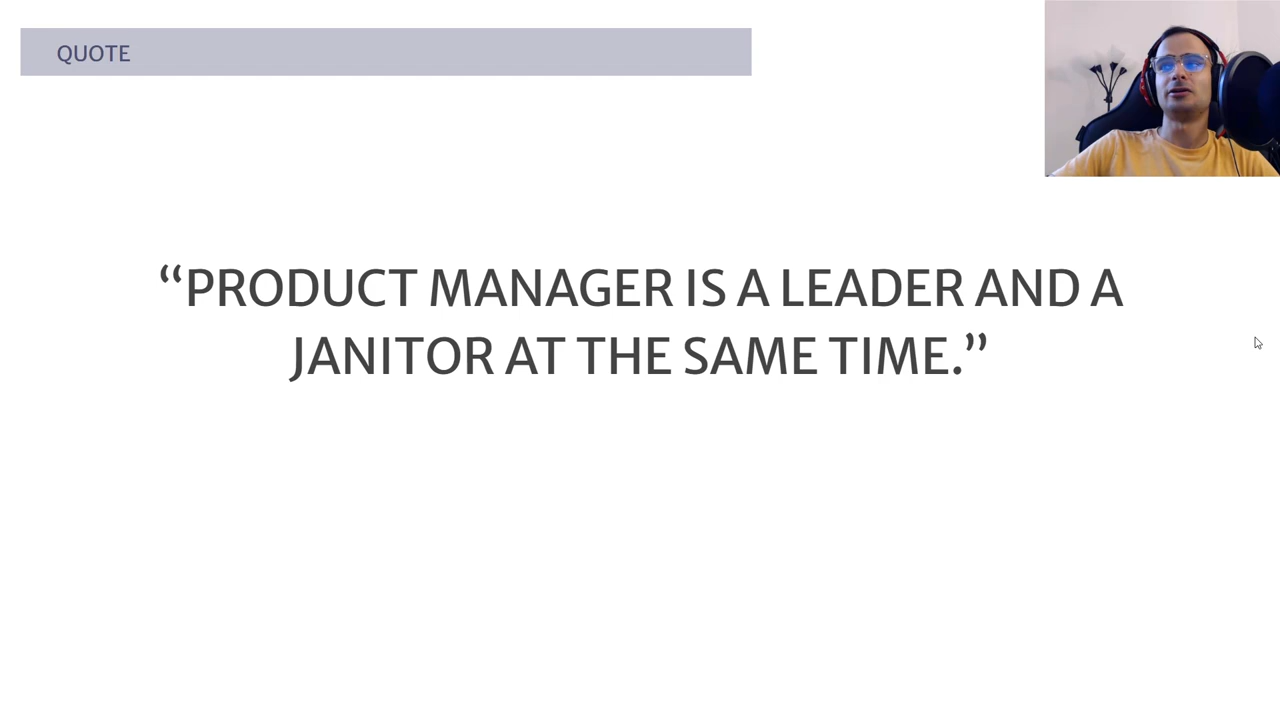 QUOTE
“PRODUCT MANAGER IS A LEADER AND A
JANITOR AT THE SAME TIME.”